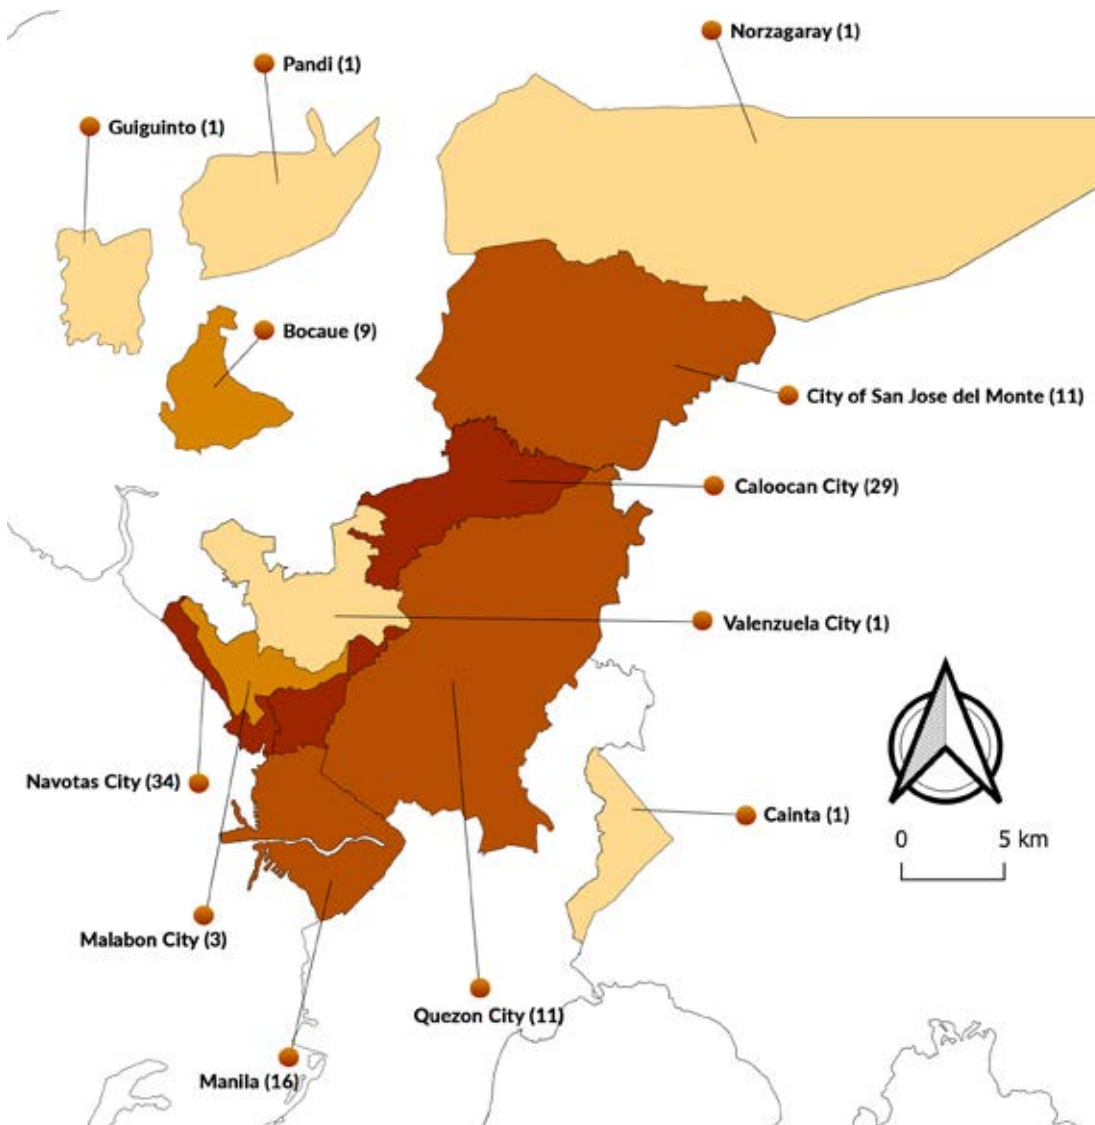 Norzagaray (1)
Pandi (1)
Guiguinto (1)
Bocaue (9)
City of San Jose del Monte (11)
Caloocan City (29)
Valenzuela City (1)
Navotas City (34)
Cainta (1)
0 5 km
Malabon City (3)
Quezon City (11)
Manila (16)